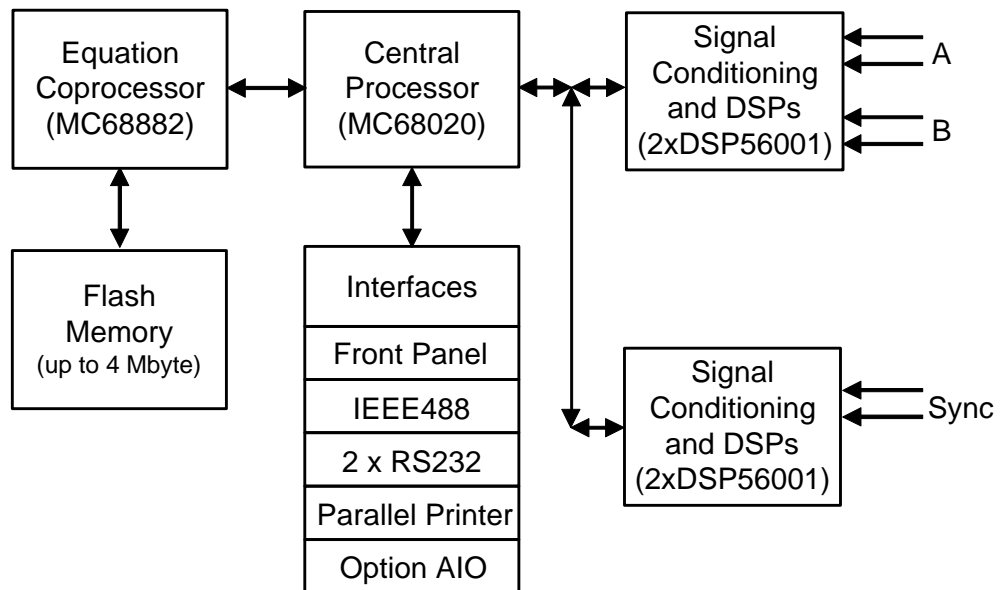 Equation
Coprocessor
(MC68882)
Central
Processor
(MC68020)
Signal
Conditioning
and DSPs
(2xDSP56001)
A
B
Flash
Memory
(up to 4 Mbyte)
Interfaces
Front Panel
IEEE488
2 x RS232
Parallel Printer
Option AIO
Signal
Conditioning
and DSPs
(2xDSP56001)
Sync